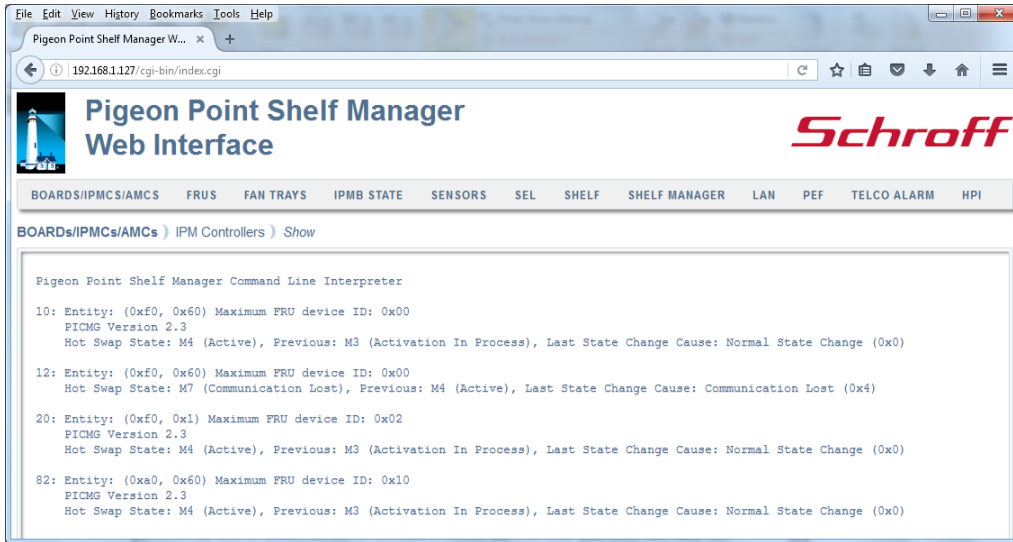 File Edit View History Bookmarks Tools Help
Pigeon Point Shelf Manager W... × +
192.168.1.127/cgi-bin/index.cgi
Pigeon Point Shelf Manager
Web Interface
Schroff
BOARDS/IPMCS/AMCS FRUS FAN TRAYS IPMB STATE SENSORS SEL SHELF SHELF MANAGER LAN PEF TELCO ALARM HPI
BOARDs/IPMCs/AMCs ) IPM Controllers ) Show
Pigeon Point Shelf Manager Command Line Interpreter
10: Entity: (0xf0, 0x60) Maximum FRU device ID: 0x00
PICMG Version 2.3
Hot Swap State: M4 (Active), Previous: M3 (Activation In Process), Last State Change Cause: Normal State Change (0x0)
12: Entity: (0xf0, 0x60) Maximum FRU device ID: 0x00
Hot Swap State: M7 (Communication Lost), Previous: M4 (Active), Last State Change Cause: Communication Lost (0x4)
20: Entity: (0xf0, 0x1) Maximum FRU device ID: 0x02
PICMG Version 2.3
Hot Swap State: M4 (Active), Previous: M3 (Activation In Process), Last State Change Cause: Normal State Change (0x0)
82: Entity: (0xa0, 0x60) Maximum FRU device ID: 0x10
PICMG Version 2.3
Hot Swap State: M4 (Active), Previous: M3 (Activation In Process), Last State Change Cause: Normal State Change (0x0)